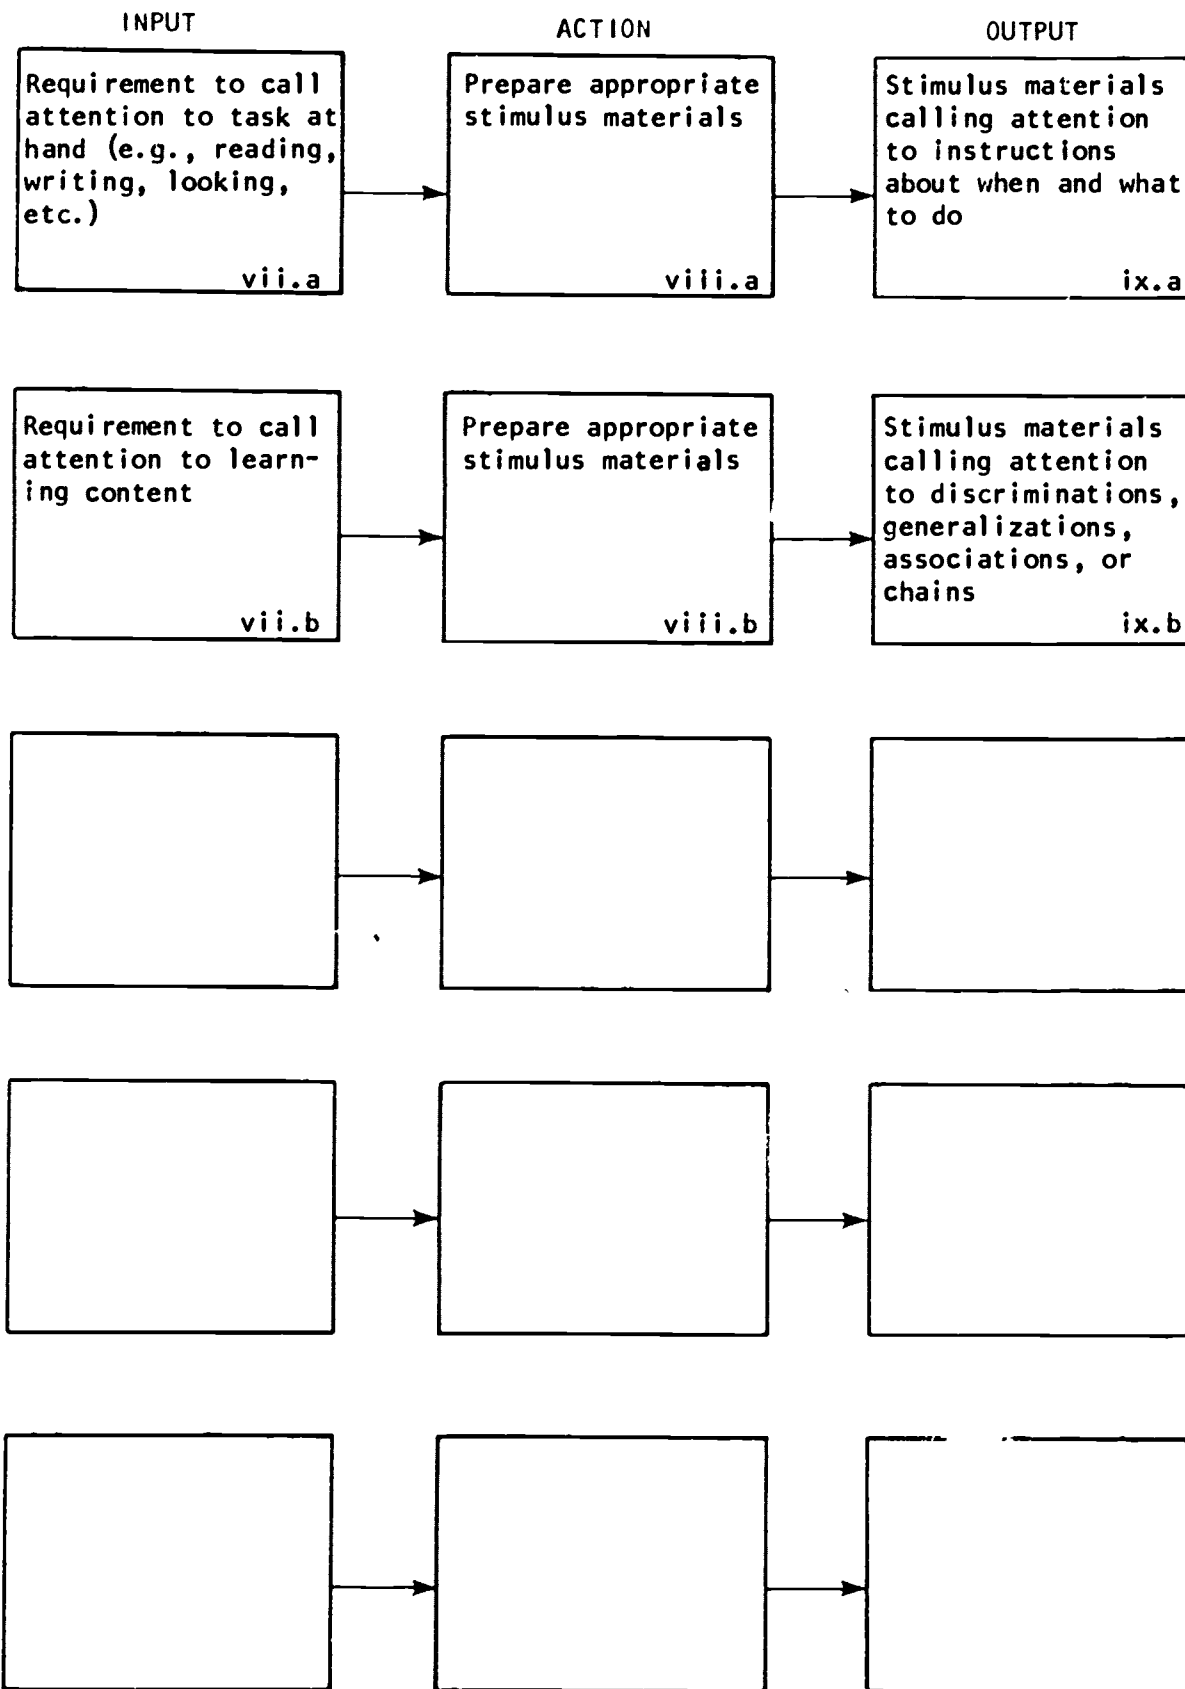 INPUT
ACTION
OUTPUT
Requirement to call
attention to task at
hand (e.g., reading,
writing, looking,
etc.)
vii.a
Prepare appropriate
stimulus materials
viii.a
Stimulus materials
calling attention
to instructions
about when and what
to do
ix.a
Requirement to call
attention to learn-
ing content
vii.b
Prepare appropriate
stimulus materials
viii.b
Stimulus materials
calling attention
to discriminations,
generalizations,
associations, or
chains
ix.b